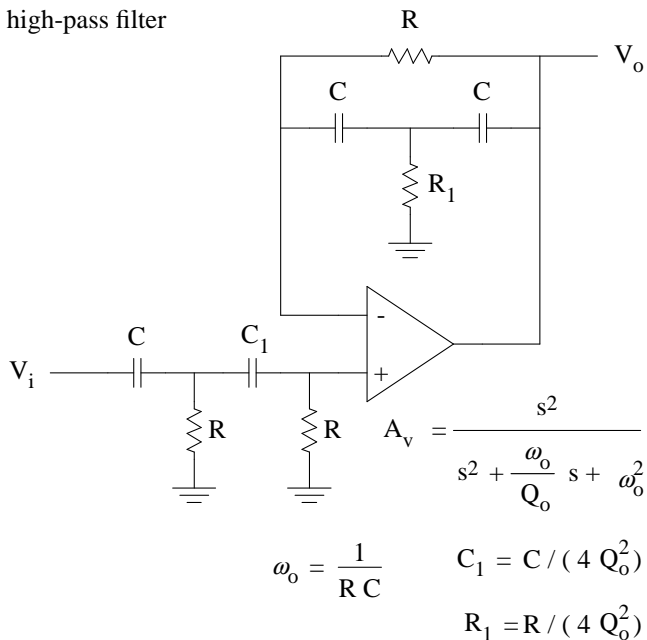 high-pass filter
R
V_o
C C
R_1
-
C C_1
V_i
+
R R
A_v = s^2 / (s^2 + (ω_o / Q_o) s + ω_o^2)
ω_o = 1 / (R C)
C_1 = C / ( 4 Q_o^2 )
R_1 = R / ( 4 Q_o^2 )